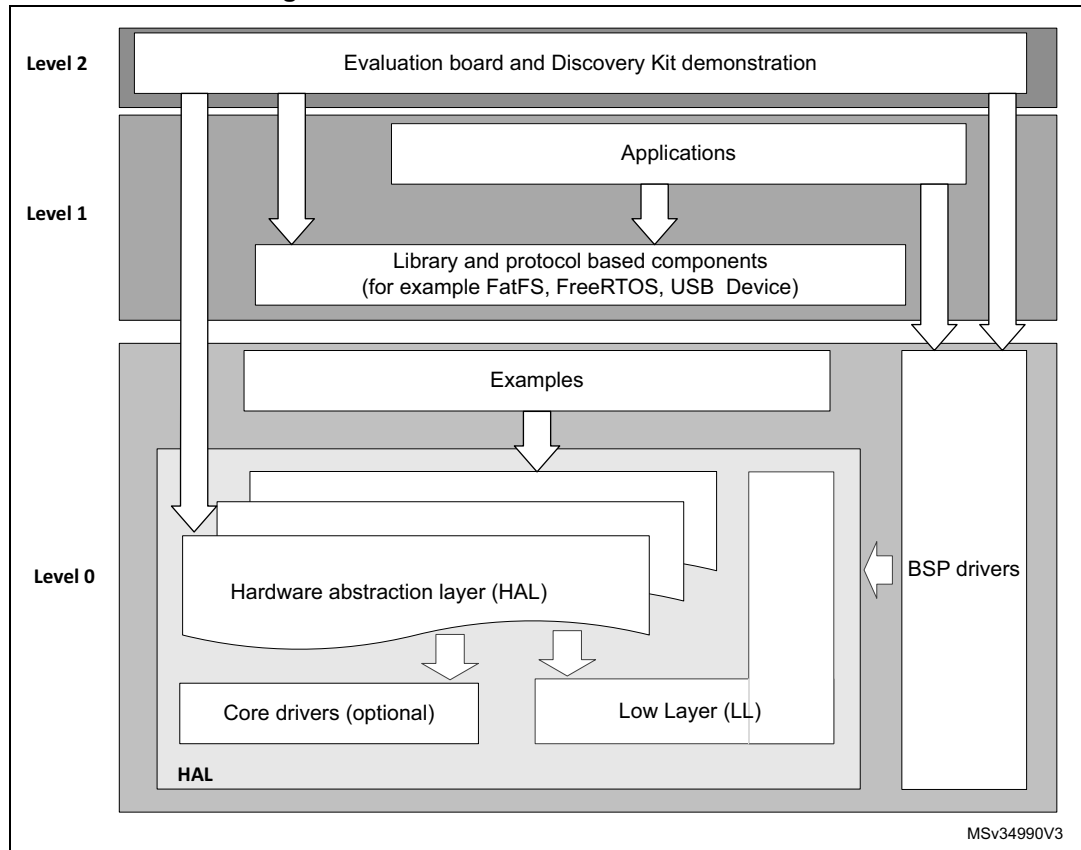 Level 2
Evaluation board and Discovery Kit demonstration
Applications
Level 1
Library and protocol based components
(for example FatFS, FreeRTOS, USB Device)
Examples
Level 0
Hardware abstraction layer (HAL)
BSP drivers
Core drivers (optional)
Low Layer (LL)
HAL
MSv34990V3